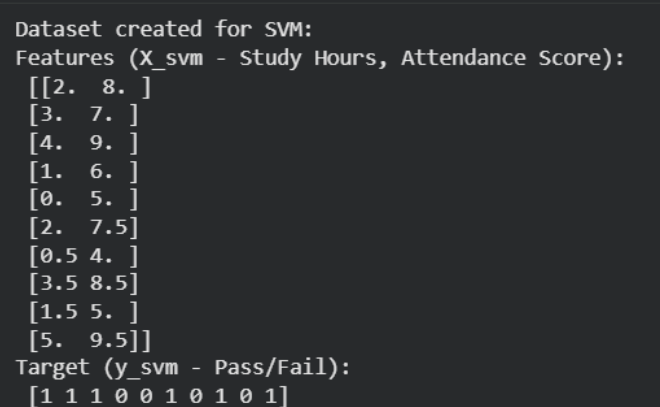 Dataset created for SVM:
Features (X_svm - Study Hours, Attendance Score):
[[2.  8. ]
[3.  7. ]
[4.  9. ]
[1.  6. ]
[0.  5. ]
[2.  7.5]
[0.5 4. ]
[3.5 8.5]
[1.5 5. ]
[5.  9.5]]
Target (y_svm - Pass/Fail):
[1 1 1 0 0 1 0 1 0 1]